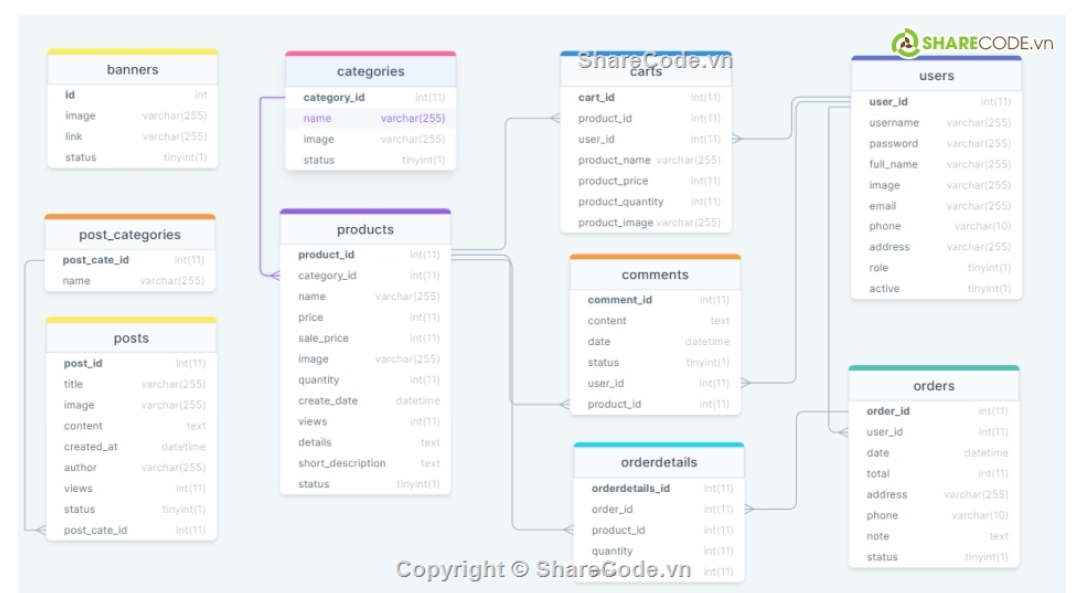 SHARECODE.vn
ShareCode.vn
banners
id int
image varchar(255)
link varchar(255)
status tinyint(1)
categories
category_id int(11)
name varchar(255)
image varchar(255)
status tinyint(1)
carts
cart_id int(11)
product_id int(11)
user_id int(11)
product_name varchar(255)
product_price int(11)
product_quantity int(11)
product_image varchar(255)
users
user_id int(11)
username varchar(255)
password varchar(255)
full_name varchar(255)
image varchar(255)
email varchar(255)
phone varchar(10)
address varchar(255)
role tinyint(1)
active tinyint(1)
post_categories
post_cate_id int(11)
name varchar(255)
products
product_id int(11)
category_id int(11)
name varchar(255)
price int(11)
sale_price int(11)
image varchar(255)
quantity int(11)
create_date datetime
views int(11)
details text
short_description text
status tinyint(1)
comments
comment_id int(11)
content text
date datetime
status tinyint(1)
user_id int(11)
product_id int(11)
posts
post_id int(11)
title varchar(255)
image varchar(255)
content text
created_at datetime
author varchar(255)
views int(11)
status tinyint(1)
post_cate_id int(11)
orders
order_id int(11)
user_id int(11)
date datetime
total int(11)
address varchar(255)
phone varchar(10)
note text
status tinyint(1)
orderdetails
orderdetails_id int(11)
order_id int(11)
product_id int(11)
quantity int(11)
int(11)
Copyright © ShareCode.vn